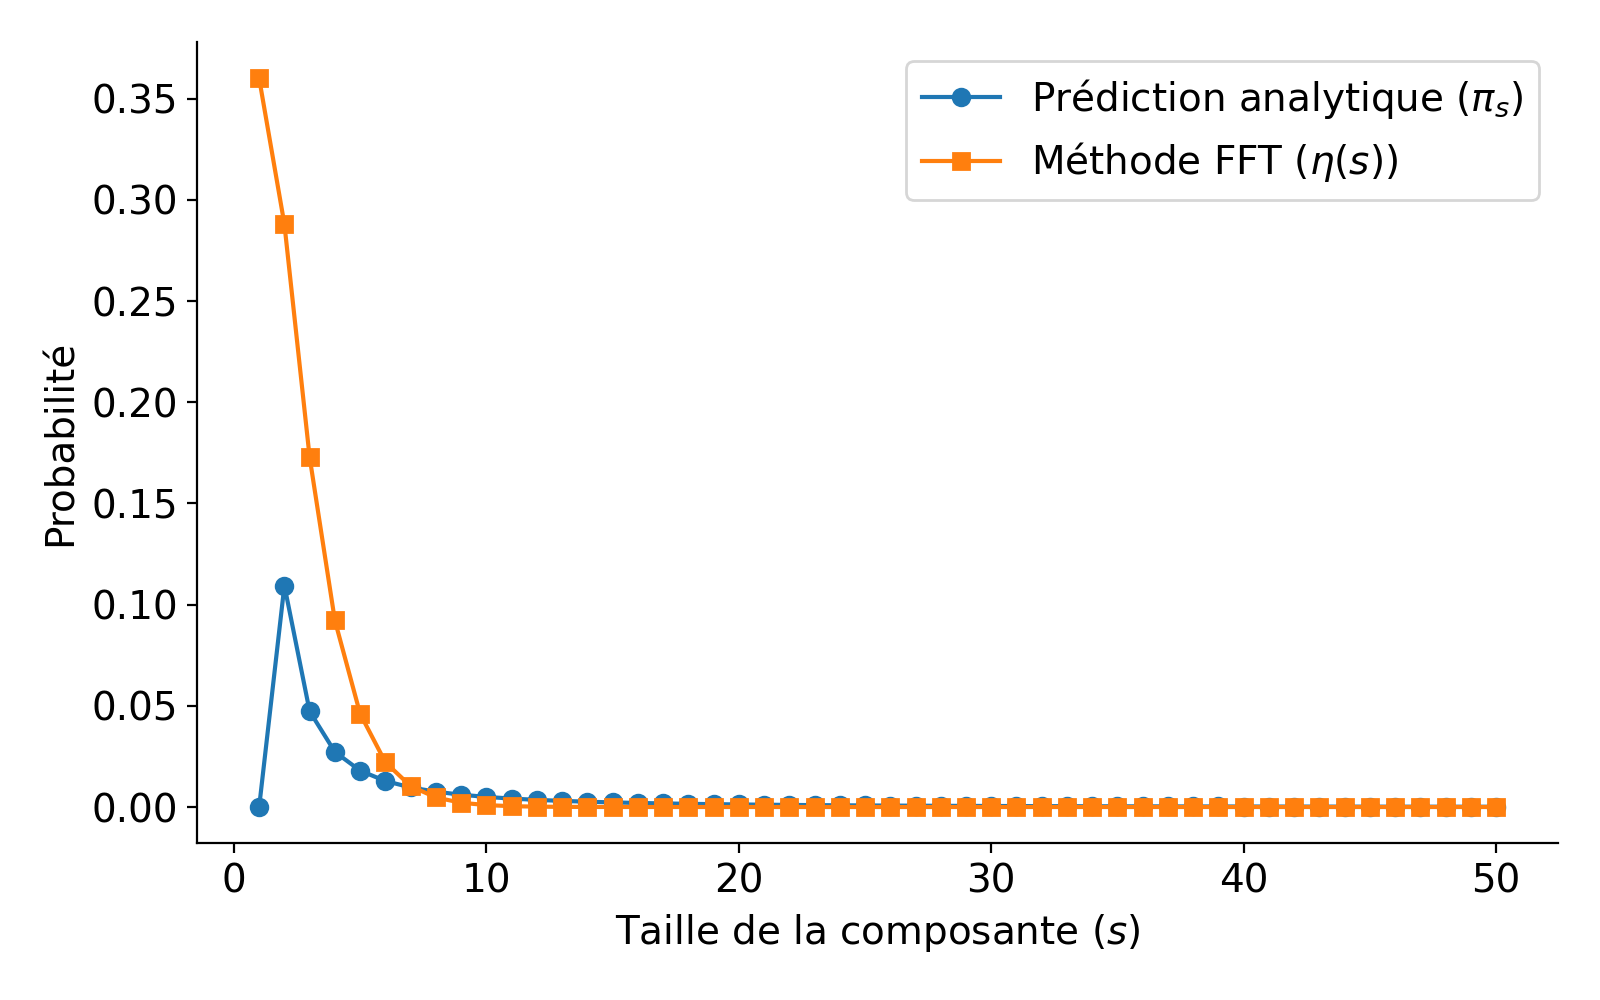 Prédiction analytique (πₛ)
Méthode FFT (η(s))
Probabilité
0.35
0.30
0.25
0.20
0.15
0.10
0.05
0.00
0 10 20 30 40 50
Taille de la composante (s)